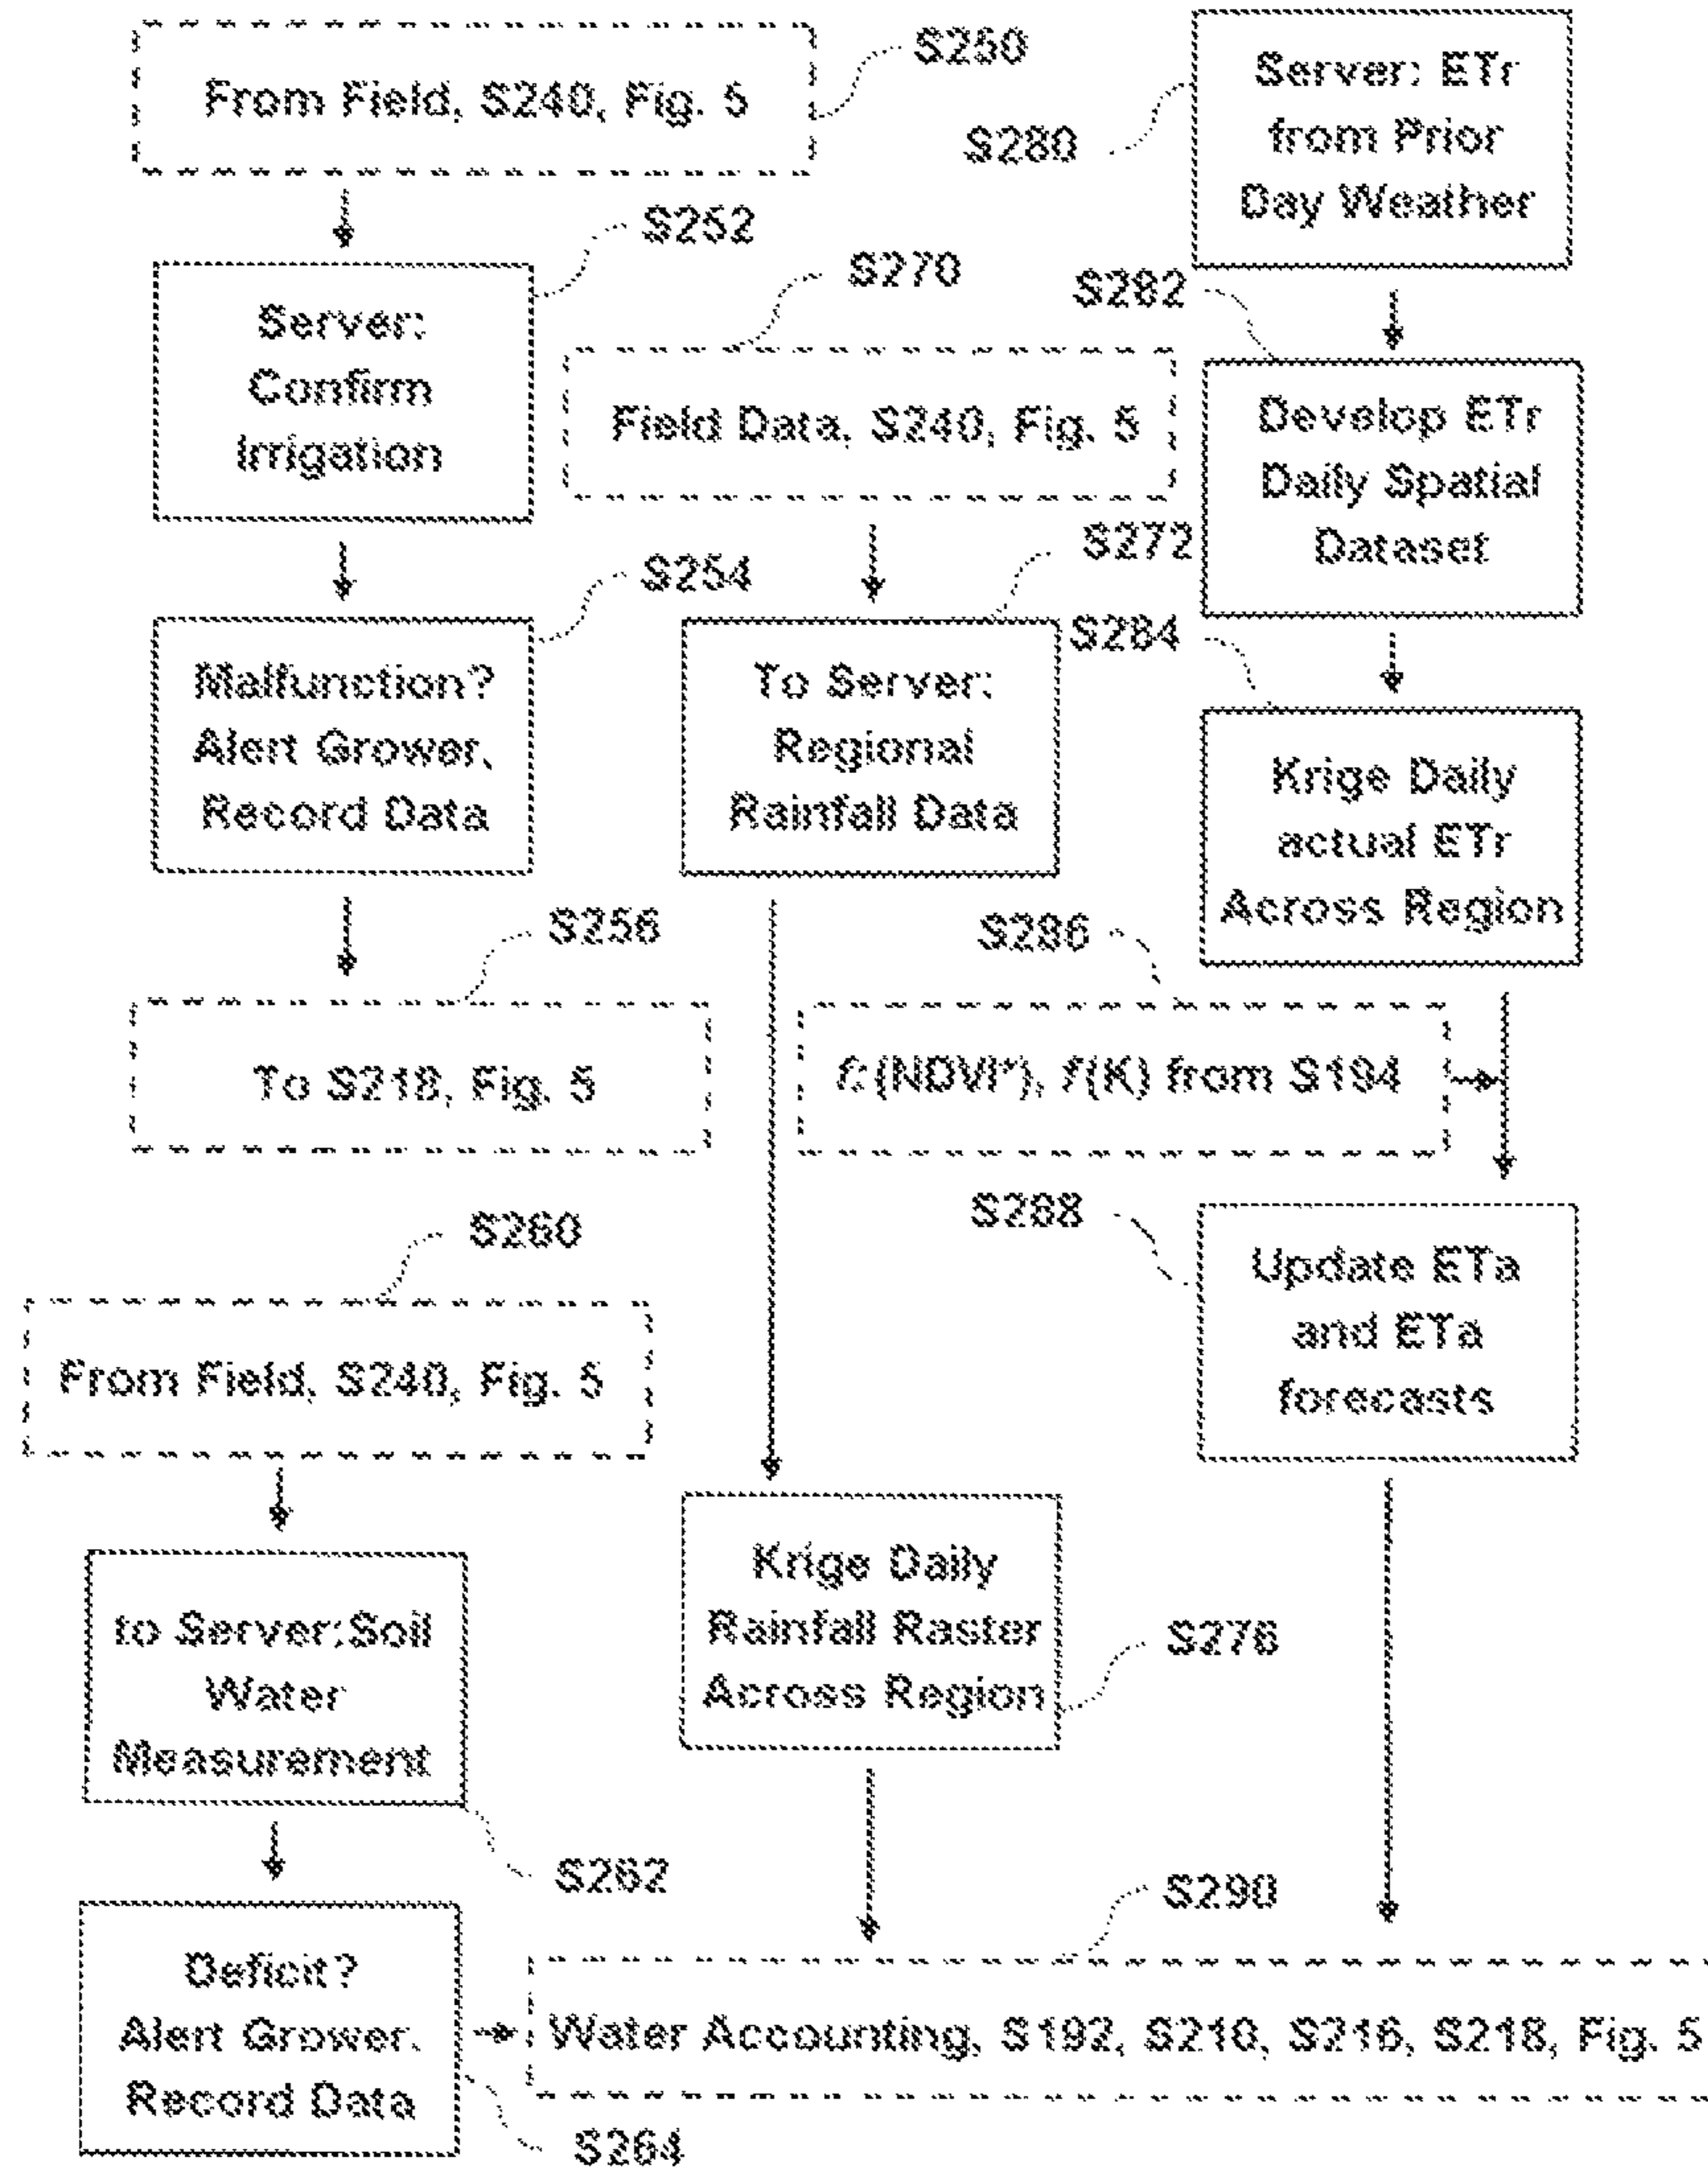 From Field, S240, Fig. 5
S250
Server: ETr
from Prior
Day Weather
S280
S252
Server:
Confirm
Irrigation
S270
Field Data, S240, Fig. 5
S282
Develop ETr
Daily Spatial
Dataset
S254
Malfunction?
Alert Grower.
Record Data
S272
To Server:
Regional
Rainfall Data
S284
Krige Daily
actual ETr
Across Region
S256
To S218, Fig. 5
S286
(NDVI*), f(K) from S194
S288
Update ETa
and ETa
forecasts
S260
From Field, S240, Fig. 5
to Server:Soil
Water
Measurement
S262
Krige Daily
Rainfall Raster
Across Region
S276
Deficit?
Alert Grower.
Record Data
S264
S290
Water Accounting, S192, S210, S216, S218, Fig. 5